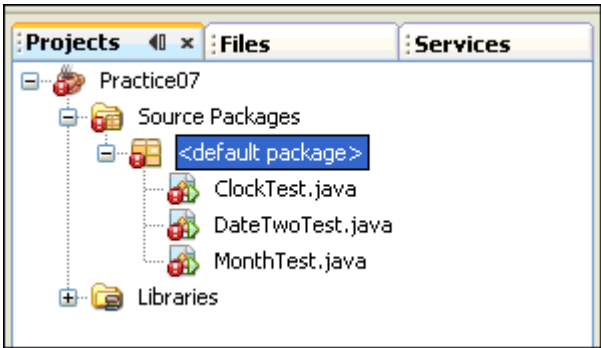 Projects Files Services
Practice07
Source Packages
<default package>
ClockTest.java
DateTwoTest.java
MonthTest.java
Libraries